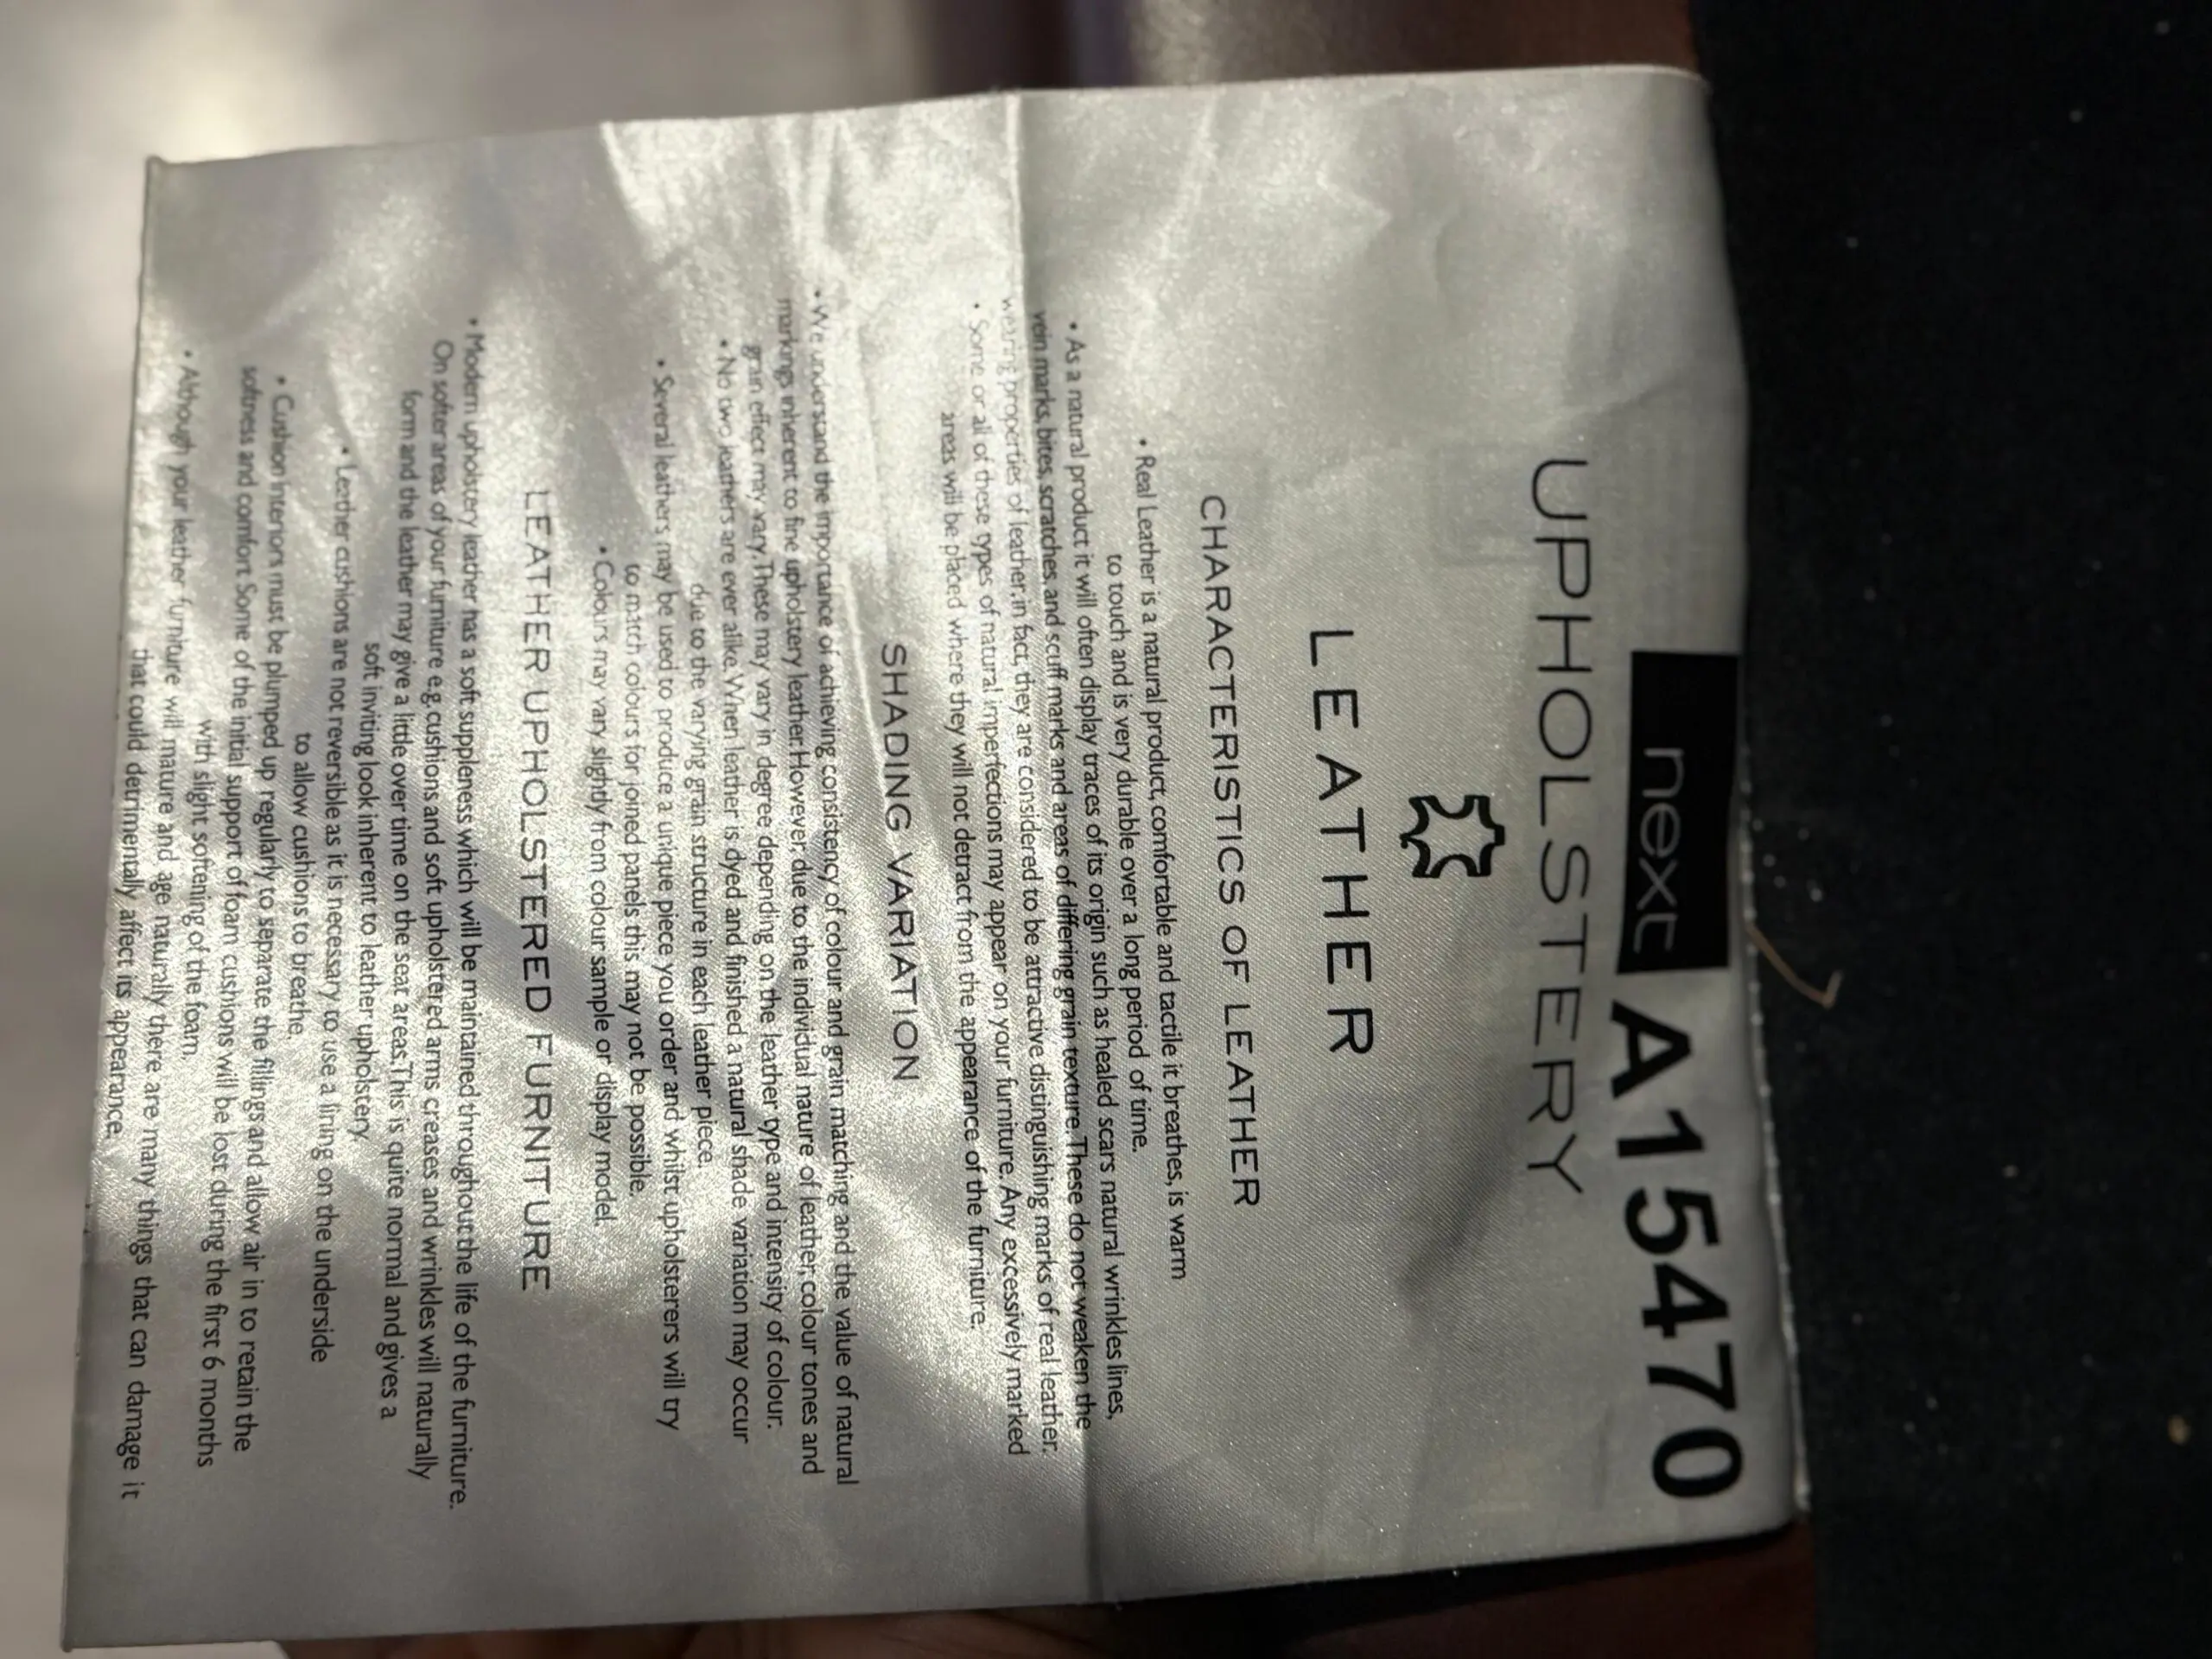 next A15470
UPHOLSTERY
LEATHER
CHARACTERISTICS OF LEATHER
• Real Leather is a natural product, comfortable and tactile it breathes, is warm
to touch and is very durable over a long period of time.
• As a natural product it will often display traces of its origin such as healed scars natural wrinkles lines,
vein marks, bites, scratches, and scuff marks and areas of differing grain texture. These do not weaken the
wearing properties of leather, in fact, they are considered to be attractive distinguishing marks of real leather.
• Some or all of these types of natural imperfections may appear on your furniture. Any excessively marked
areas will be placed where they will not detract from the appearance of the furniture.
SHADING VARIATION
• We understand the importance of achieving consistency of colour and grain matching and the value of natural
markings inherent to fine upholstery leather. However, due to the individual nature of leather, colour tones and
grain effect may vary. These may vary in degree depending on the leather type and intensity of colour.
• No two leathers are ever alike. When leather is dyed and finished a natural shade variation may occur
due to the varying grain structure in each leather piece.
• Several leathers may be used to produce a unique piece you order and whilst upholsterers will try
to match colours for joined panels this may not be possible.
• Colours may vary slightly from colour sample or display model.
LEATHER UPHOLSTERED FURNITURE
• Modern upholstery leather has a soft suppleness which will be maintained throughout the life of the furniture.
On softer areas of your furniture e.g. cushions and soft upholstered arms creases and wrinkles will naturally
form and the leather may give a little over time on the seat areas. This is quite normal and gives a
soft inviting look inherent to leather upholstery.
• Leather cushions are not reversible as it is necessary to use a lining on the underside
to allow cushions to breathe.
• Cushion interiors must be plumped up regularly to separate the fillings and allow air in to retain the
softness and comfort. Some of the initial support of foam cushions will be lost during the first 6 months
with slight softening of the foam.
• Although your leather furniture will mature and age naturally there are many things that can damage it
that could detrimentally affect its appearance.